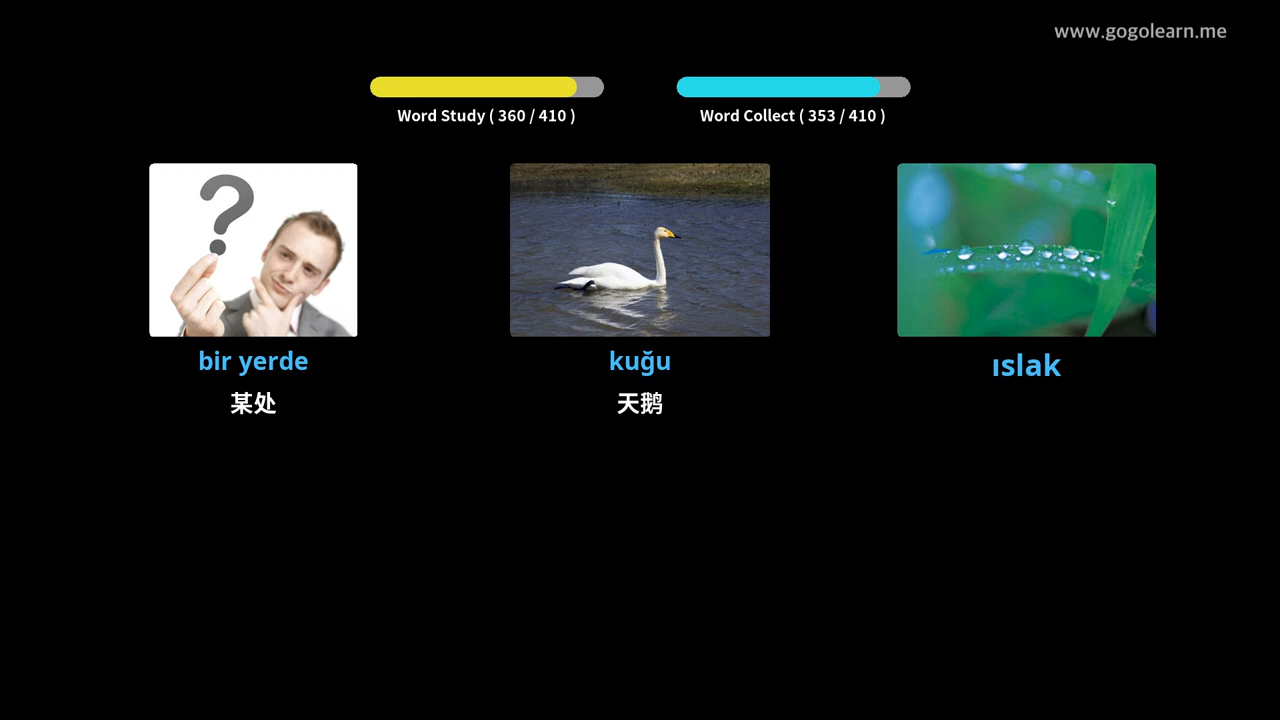 www.gogolearn.me
Word Study ( 360 / 410 )
Word Collect ( 353 / 410 )
?
bir yerde
kuğu
ıslak
某处
天鹅